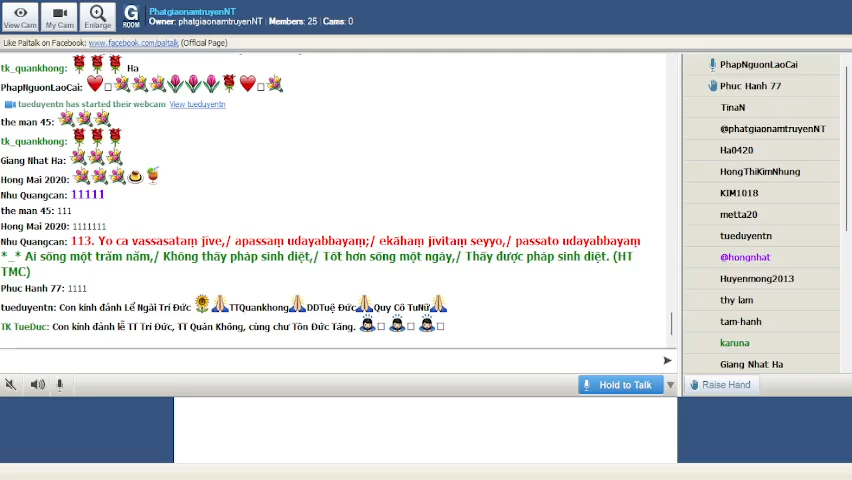 PhatgiaonamtruyenNT
Owner: phatgiaonamtruyenNT | Members: 25 | Cams: 0
View Cam
My Cam
Enlarge
G
ROOM
Like Paltalk on Facebook: www.facebook.com/paltalk (Official Page)
tk_quankhong: Ha
PhapNguonLaoCai:
tueduyentn has started their webcam View tueduyentn
the man 45:
tk_quankhong:
Giang Nhat Ha:
Hong Mai 2020:
Nhu Quangcan: 11111
the man 45: 111
Hong Mai 2020: 1111111
Nhu Quangcan: 113. Yo ca vassasataṃ jīve,/ apassaṃ udayabbayaṃ;/ ekāhaṃ jīvitaṃ seyyo,/ passato udayabbayaṃ
*_* Ai sống một trăm năm,/ Không thấy pháp sinh diệt,/ Tốt hơn sống một ngày,/ Thấy được pháp sinh diệt. (HT
TMC)
Phuc Hanh 77: 1111
tueduyentn: Con kính đảnh Lễ Ngài Trí Đức TTQuankhong DDTuệ Đức Quy Cô TuNữ
TK TueDuc: Con kính đảnh lễ TT Trí Đức, TT Quán Không, cùng chư Tôn Đức Tăng.
Hold to Talk
PhapNguonLaoCai
Phuc Hanh 77
TinaN
@phatgiaonamtruyenNT
Ha0420
HongThiKimNhung
KIM1018
metta20
tueduyentn
@hongnhat
Huyenmong2013
thy lam
tam-hanh
karuna
Giang Nhat Ha
Raise Hand